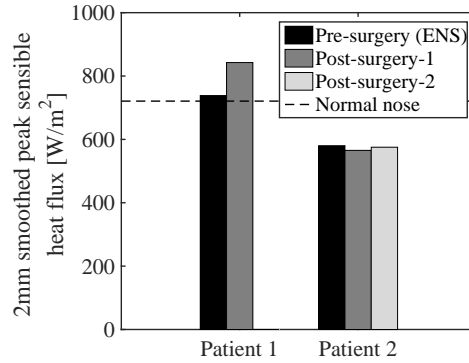 2mm smoothed peak sensible
heat flux [W/m²]
1000
800
600
400
200
0
Pre-surgery (ENS)
Post-surgery-1
Post-surgery-2
Normal nose
Patient 1
Patient 2